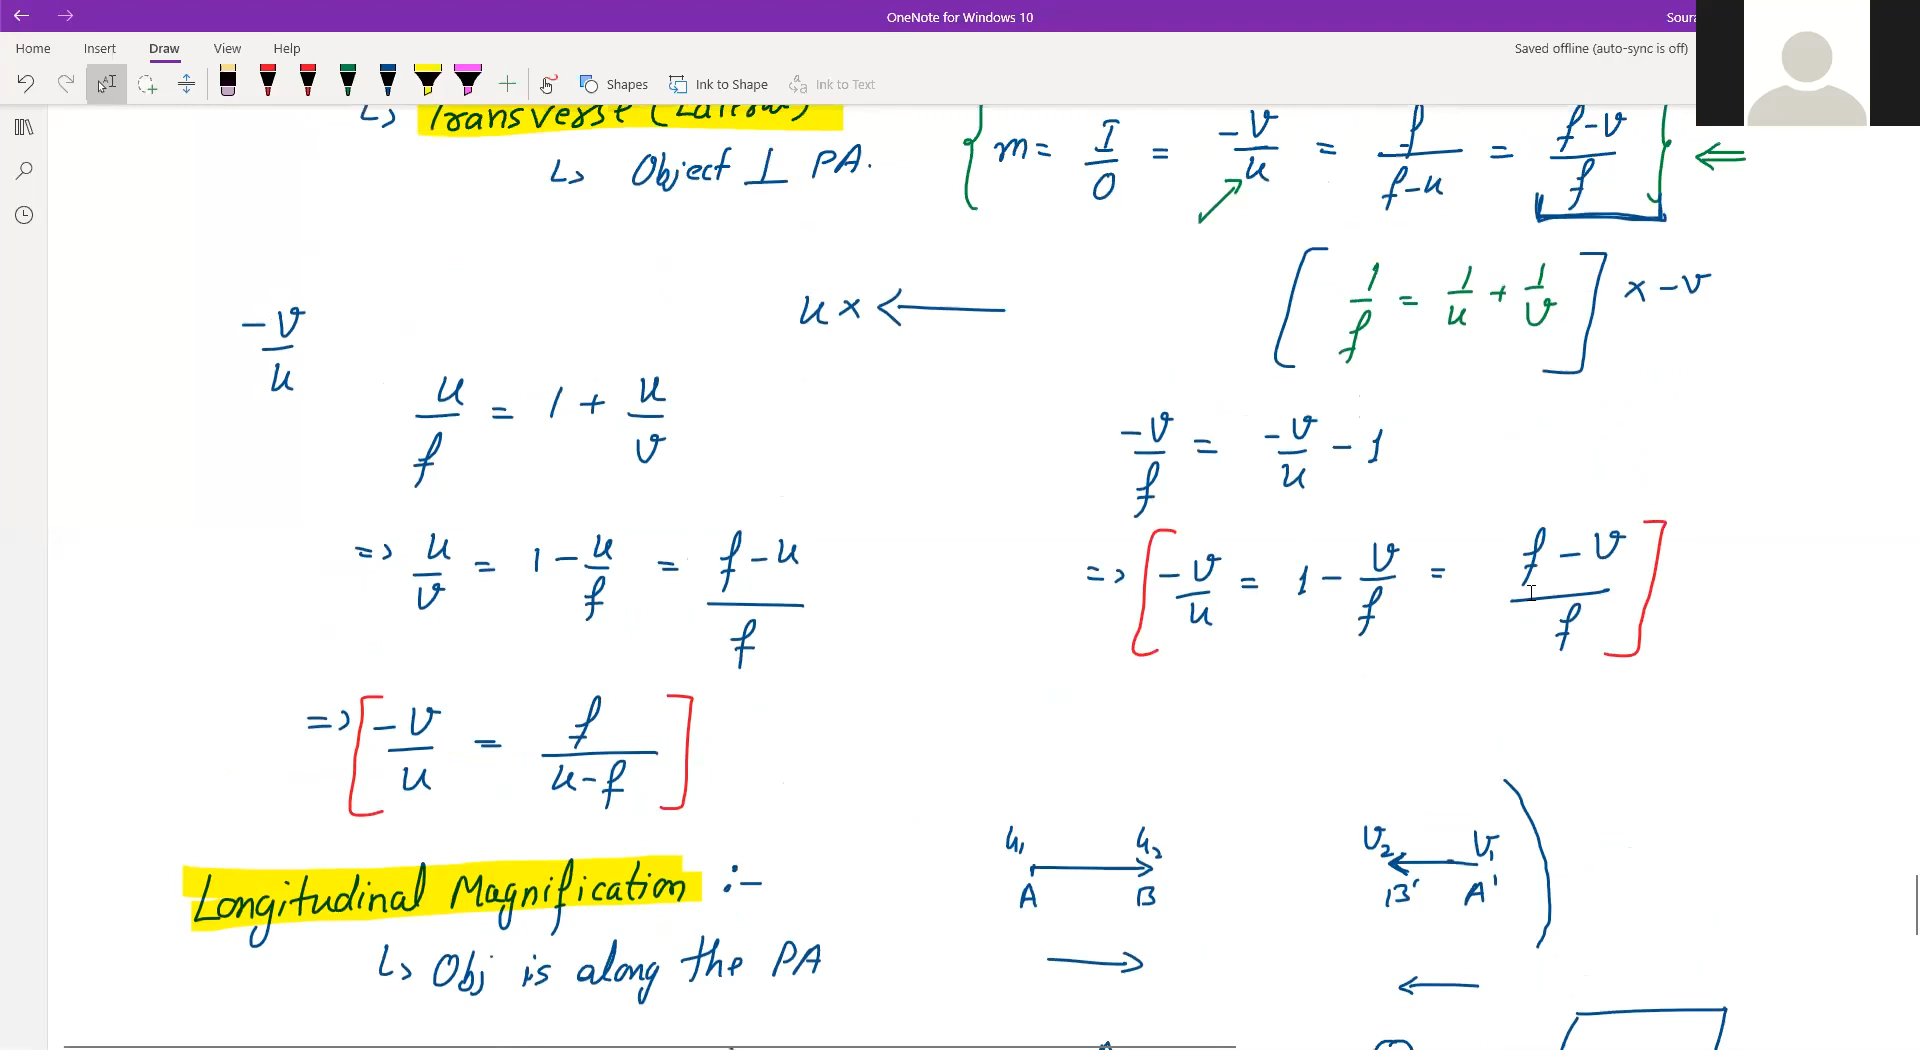 OneNote for Windows 10
Soura
Home Insert Draw View Help
Saved offline (auto-sync is off)
Shapes Ink to Shape Ink to Text
↳ Transverse (Lateral)
↳ Object ⊥ PA.
{ m = I/O = -v/u = f/(f-u) = (f-v)/f } ⇐
[ 1/f = 1/u + 1/v ] × -v
u × ←
-v/u
u/f = 1 + u/v
-v/f = -v/u - 1
=> u/v = 1 - u/f = (f-u)/f
=> [ -v/u = 1 - v/f = (f-v)/f ]
=> [ -v/u = f/(u-f) ]
u₁ u₂ v₂ v₁
A B B' A'
Longitudinal Magnification :-
↳ Obj is along the PA